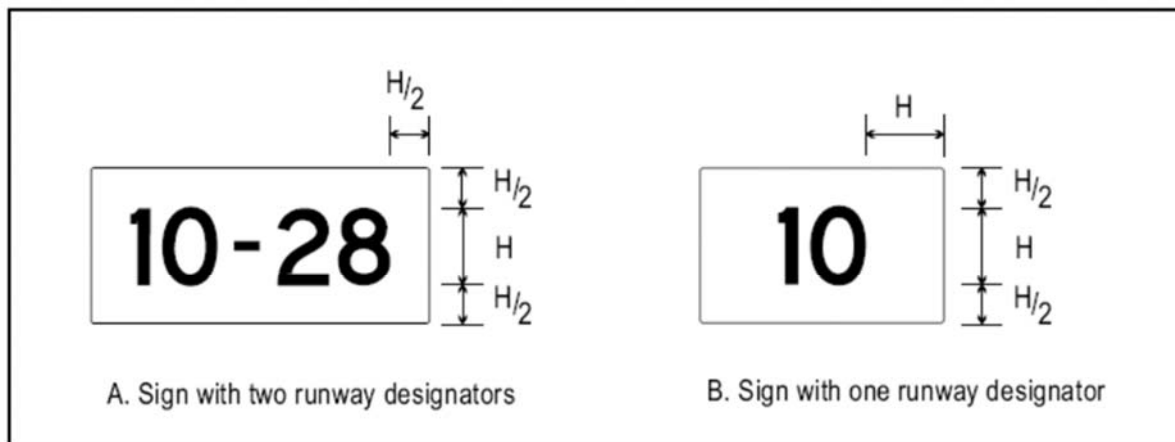 H/2
H/2
10-28
H
H/2
A. Sign with two runway designators
H
H/2
10
H
H/2
B. Sign with one runway designator